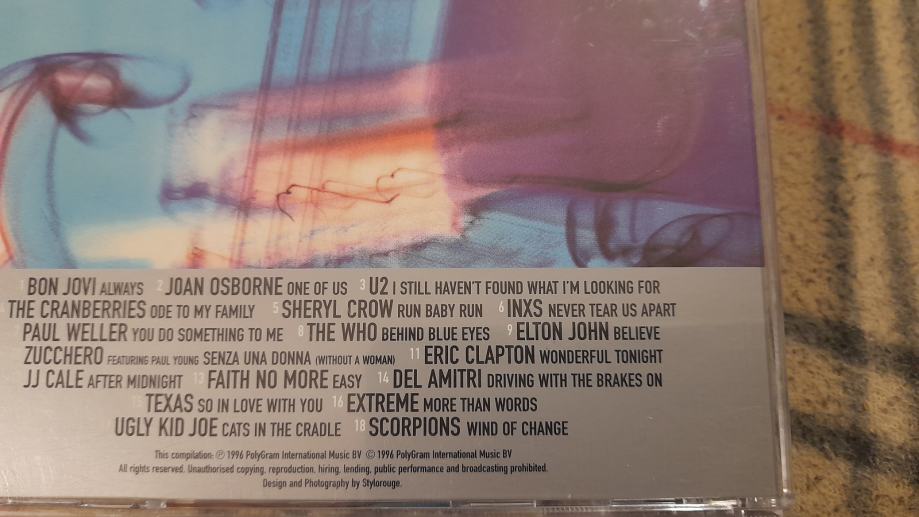 1 BON JOVI ALWAYS 2 JOAN OSBORNE ONE OF US 3 U2 I STILL HAVEN'T FOUND WHAT I'M LOOKING FOR
THE CRANBERRIES ODE TO MY FAMILY 5 SHERYL CROW RUN BABY RUN 6 INXS NEVER TEAR US APART
PAUL WELLER YOU DO SOMETHING TO ME 8 THE WHO BEHIND BLUE EYES 9 ELTON JOHN BELIEVE
ZUCCHERO FEATURING PAUL YOUNG SENZA UNA DONNA (WITHOUT A WOMAN) 11 ERIC CLAPTON WONDERFUL TONIGHT
JJ CALE AFTER MIDNIGHT 13 FAITH NO MORE EASY 14 DEL AMITRI DRIVING WITH THE BRAKES ON
15 TEXAS SO IN LOVE WITH YOU 16 EXTREME MORE THAN WORDS
UGLY KID JOE CATS IN THE CRADLE 18 SCORPIONS WIND OF CHANGE
This compilation: ℗ 1996 PolyGram International Music BV © 1996 PolyGram International Music BV
All rights reserved. Unauthorised copying, reproduction, hiring, lending, public performance and broadcasting prohibited.
Design and Photography by Stylorouge.